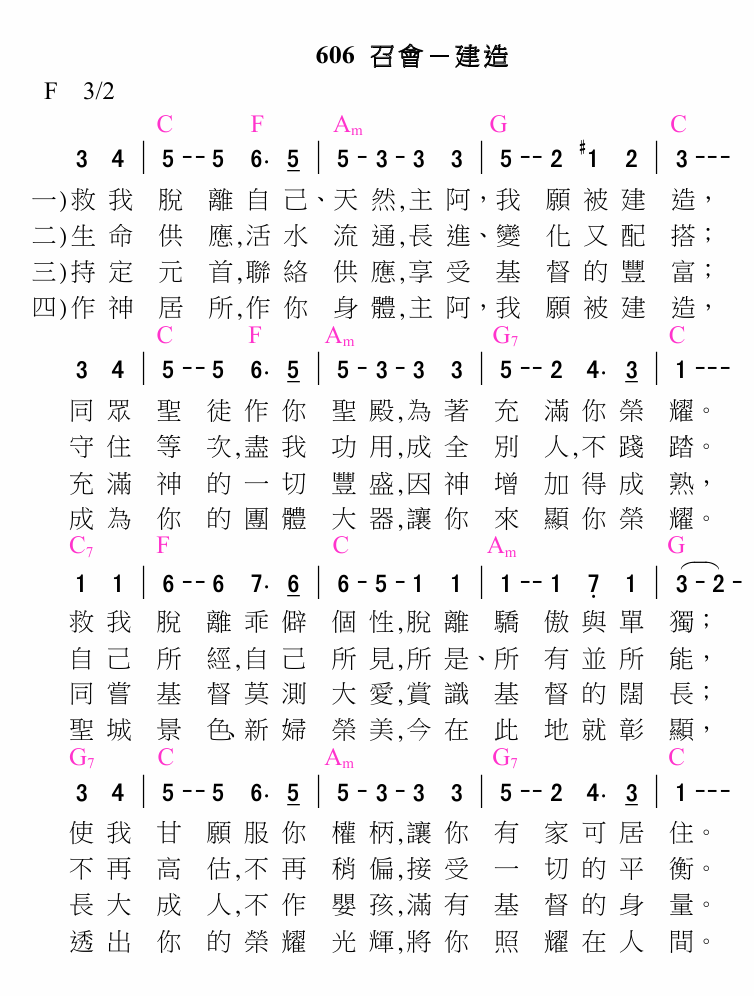 606 召會－建造
F 3/2
C F Am G C
3 4 | 5 -- 5 6. 5 | 5 - 3 - 3 3 | 5 -- 2 #1 2 | 3 ---
一)救我脫離自己、天然,主阿，我願被建造，
二)生命供應,活水流通,長進、變化又配搭；
三)持定元首,聯絡供應,享受基督的豐富；
四)作神居所,作你身體,主阿，我願被建造，
C F Am G7 C
3 4 | 5 -- 5 6. 5 | 5 - 3 - 3 3 | 5 -- 2 4. 3 | 1 ---
同眾聖徒作你聖殿,為著充滿你榮耀。
守住等次,盡我功用,成全別人,不踐踏。
充滿神的一切豐盛,因神增加得成熟，
成為你的團體大器,讓你來顯你榮耀。
C7 F C Am G
1 1 | 6 -- 6 7. 6 | 6 - 5 - 1 1 | 1 -- 1 7 1 | 3 - 2 -
救我脫離乖僻個性,脫離驕傲與單獨；
自己所經,自己所見,所是、所有並所能，
同嘗基督莫測大愛,賞識基督的闊長；
聖城景色、新婦榮美,今在此地就彰顯，
G7 C Am G7 C
3 4 | 5 -- 5 6. 5 | 5 - 3 - 3 3 | 5 -- 2 4. 3 | 1 ---
使我甘願服你權柄,讓你有家可居住。
不再高估,不再稍偏,接受一切的平衡。
長大成人,不作嬰孩,滿有基督的身量。
透出你的榮耀光輝,將你照耀在人間。